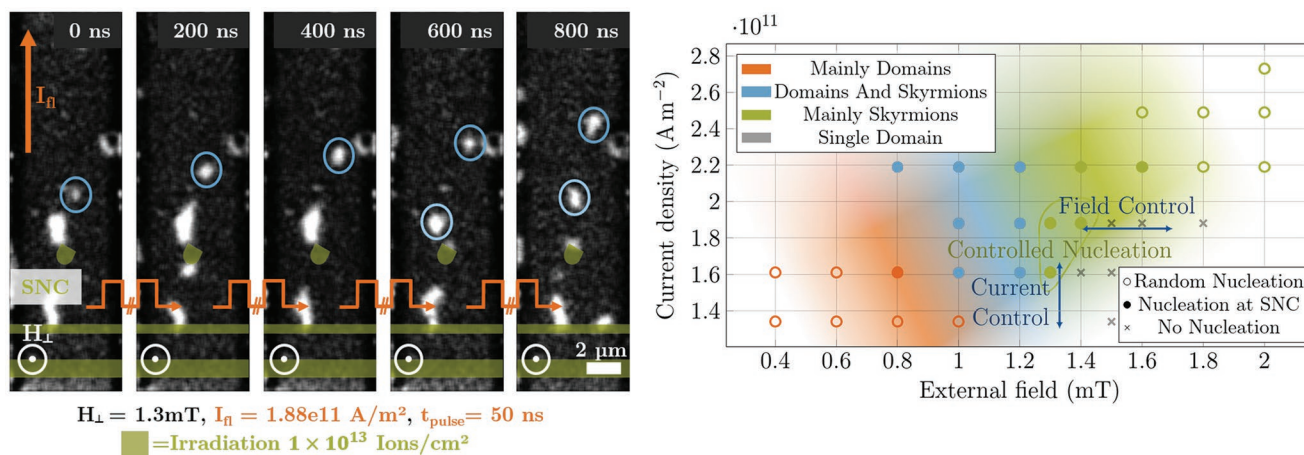 0 ns
200 ns
400 ns
600 ns
800 ns
I_fl
SNC
H⊥
2 µm
H⊥ = 1.3mT, I_fl = 1.88e11 A/m², t_pulse= 50 ns
=Irradiation 1 × 10¹³ Ions/cm²
·10¹¹
Current density (A m⁻²)
2.8
2.6
2.4
2.2
2
1.8
1.6
1.4
Mainly Domains
Domains And Skyrmions
Mainly Skyrmions
Single Domain
Field Control
Controlled Nucleation
Current
Control
Random Nucleation
Nucleation at SNC
No Nucleation
0.4
0.6
0.8
1
1.2
1.4
1.6
1.8
2
External field (mT)